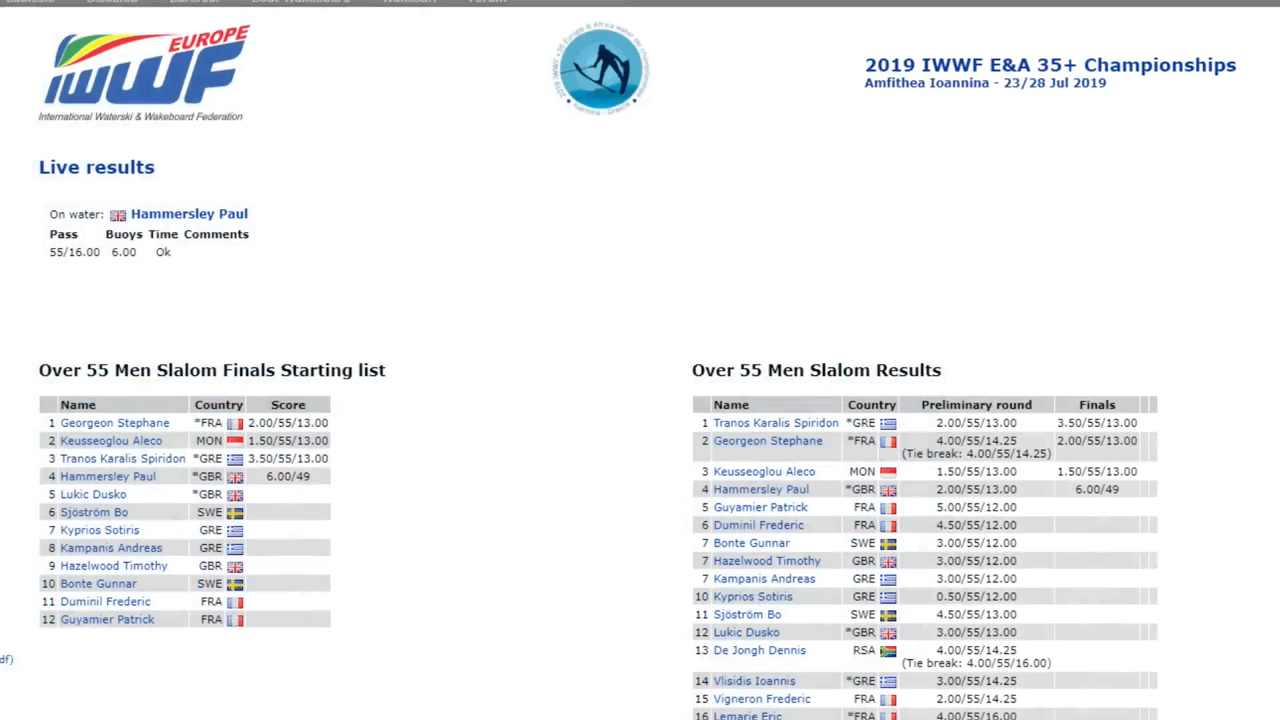 EUROPE
IWWF
International Waterski & Wakeboard Federation
2019 IWWF E&A 35+ Championships
Amfithea Ioannina - 23/28 Jul 2019
Live results
On water: Hammersley Paul
Pass Buoys Time Comments
55/16.00 6.00 Ok
Over 55 Men Slalom Finals Starting list
Name Country Score
1 Georgeon Stephane *FRA 2.00/55/13.00
2 Keusseoglou Aleco MON 1.50/55/13.00
3 Tranos Karalis Spiridon *GRE 3.50/55/13.00
4 Hammersley Paul *GBR 6.00/49
5 Lukic Dusko *GBR
6 Sjöström Bo SWE
7 Kyprios Sotiris GRE
8 Kampanis Andreas GRE
9 Hazelwood Timothy GBR
10 Bonte Gunnar SWE
11 Duminil Frederic FRA
12 Guyamier Patrick FRA
df)
Over 55 Men Slalom Results
Name Country Preliminary round Finals
1 Tranos Karalis Spiridon *GRE 2.00/55/13.00 3.50/55/13.00
2 Georgeon Stephane *FRA 4.00/55/14.25 2.00/55/13.00
(Tie break: 4.00/55/14.25)
3 Keusseoglou Aleco MON 1.50/55/13.00 1.50/55/13.00
4 Hammersley Paul *GBR 2.00/55/13.00 6.00/49
5 Guyamier Patrick FRA 5.00/55/12.00
6 Duminil Frederic FRA 4.50/55/12.00
7 Bonte Gunnar SWE 3.00/55/12.00
7 Hazelwood Timothy GBR 3.00/55/12.00
7 Kampanis Andreas GRE 3.00/55/12.00
10 Kyprios Sotiris GRE 0.50/55/12.00
11 Sjöström Bo SWE 4.50/55/13.00
12 Lukic Dusko *GBR 3.00/55/13.00
13 De Jongh Dennis RSA 4.00/55/14.25
(Tie break: 4.00/55/16.00)
14 Vlisidis Ioannis *GRE 3.00/55/14.25
15 Vigneron Frederic FRA 2.00/55/14.25
16 Lemarie Eric *FRA 4.00/55/16.00